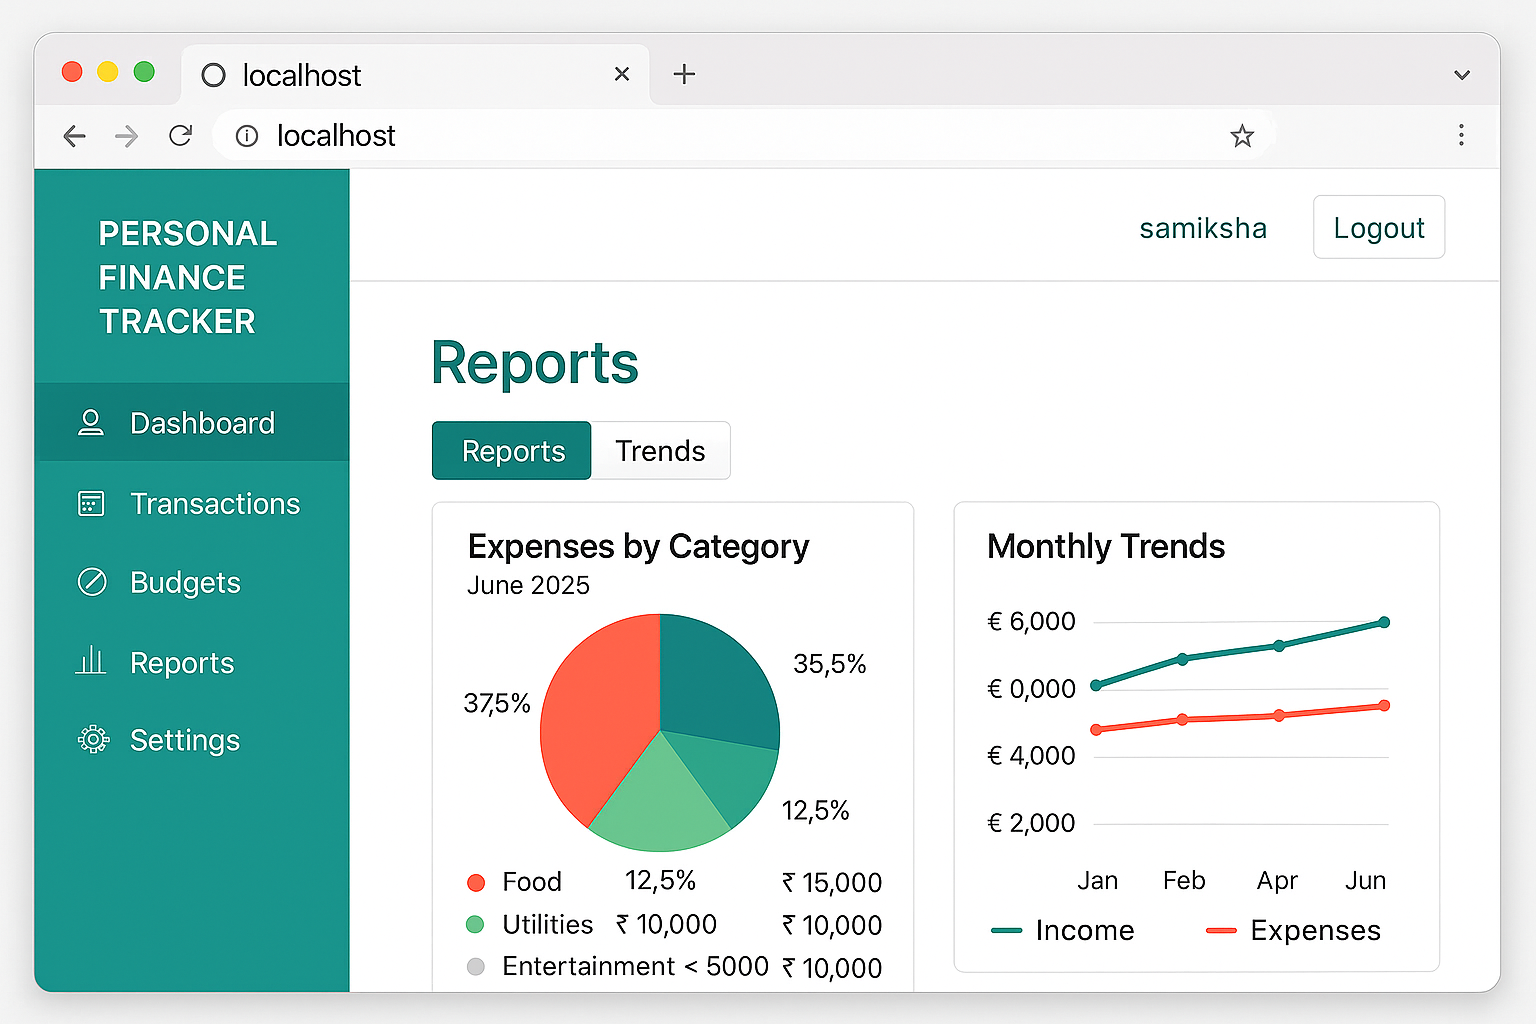 localhost
localhost
PERSONAL
FINANCE
TRACKER
Dashboard
Transactions
Budgets
Reports
Settings
samiksha
Logout
Reports
Reports
Trends
Expenses by Category
June 2025
35,5%
37,5%
12,5%
Food 12,5% ₹ 15,000
Utilities ₹ 10,000 ₹ 10,000
Entertainment < 5000 ₹ 10,000
Monthly Trends
€ 6,000
€ 0,000
€ 4,000
€ 2,000
Jan Feb Apr Jun
Income Expenses